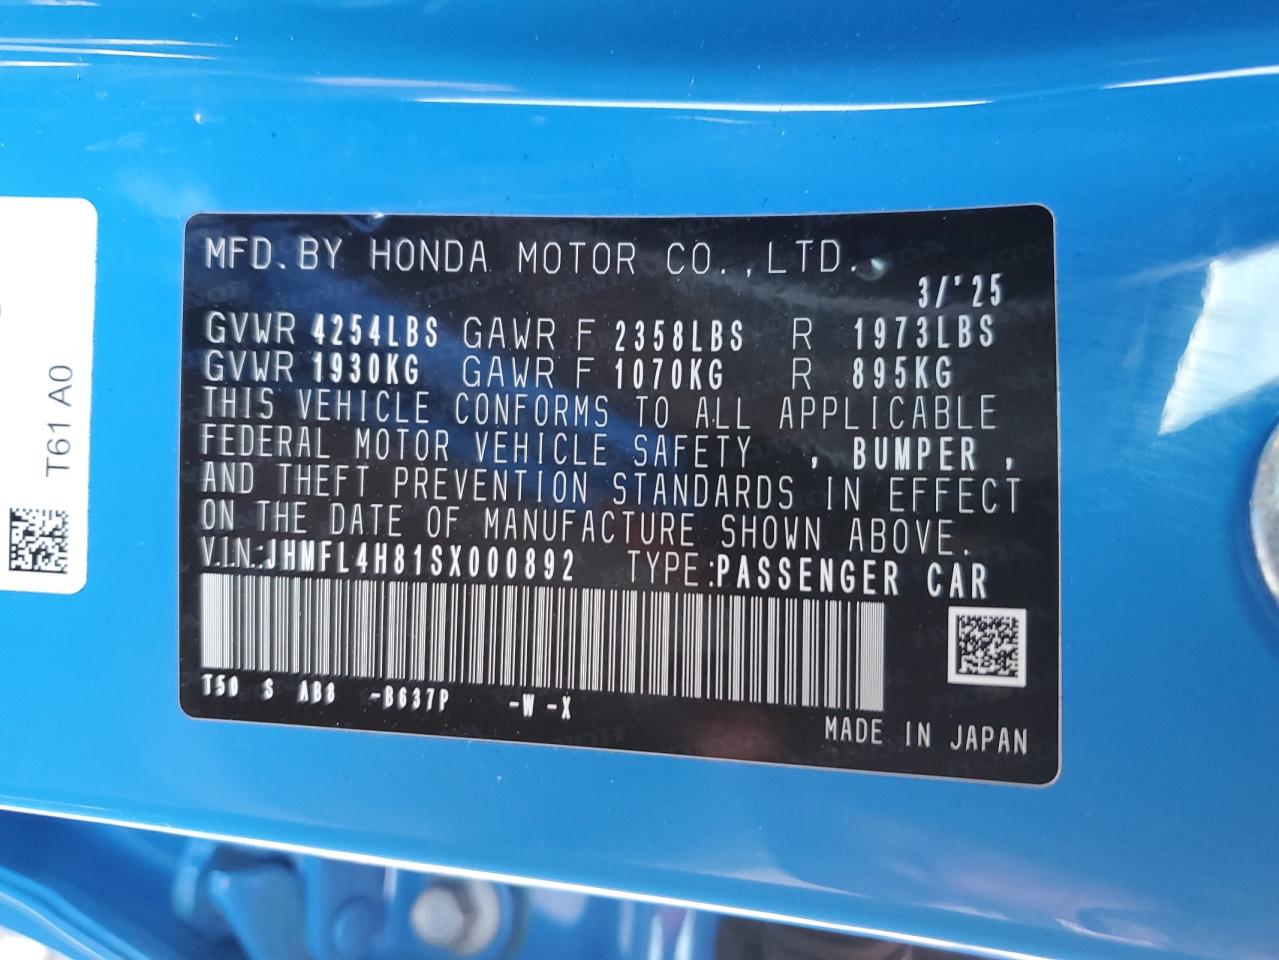 MFD. BY HONDA MOTOR CO., LTD.
3/'25
GVWR 4254LBS GAWR F 2358LBS R 1973LBS
GVWR 1930KG GAWR F 1070KG R 895KG
THIS VEHICLE CONFORMS TO ALL APPLICABLE
FEDERAL MOTOR VEHICLE SAFETY , BUMPER ,
AND THEFT PREVENTION STANDARDS IN EFFECT
ON THE DATE OF MANUFACTURE SHOWN ABOVE.
V.I.N.:JHMFL4H81SX000892 TYPE:PASSENGER CAR
T50 S AB8 -B637P -W -X
MADE IN JAPAN
T61 A0